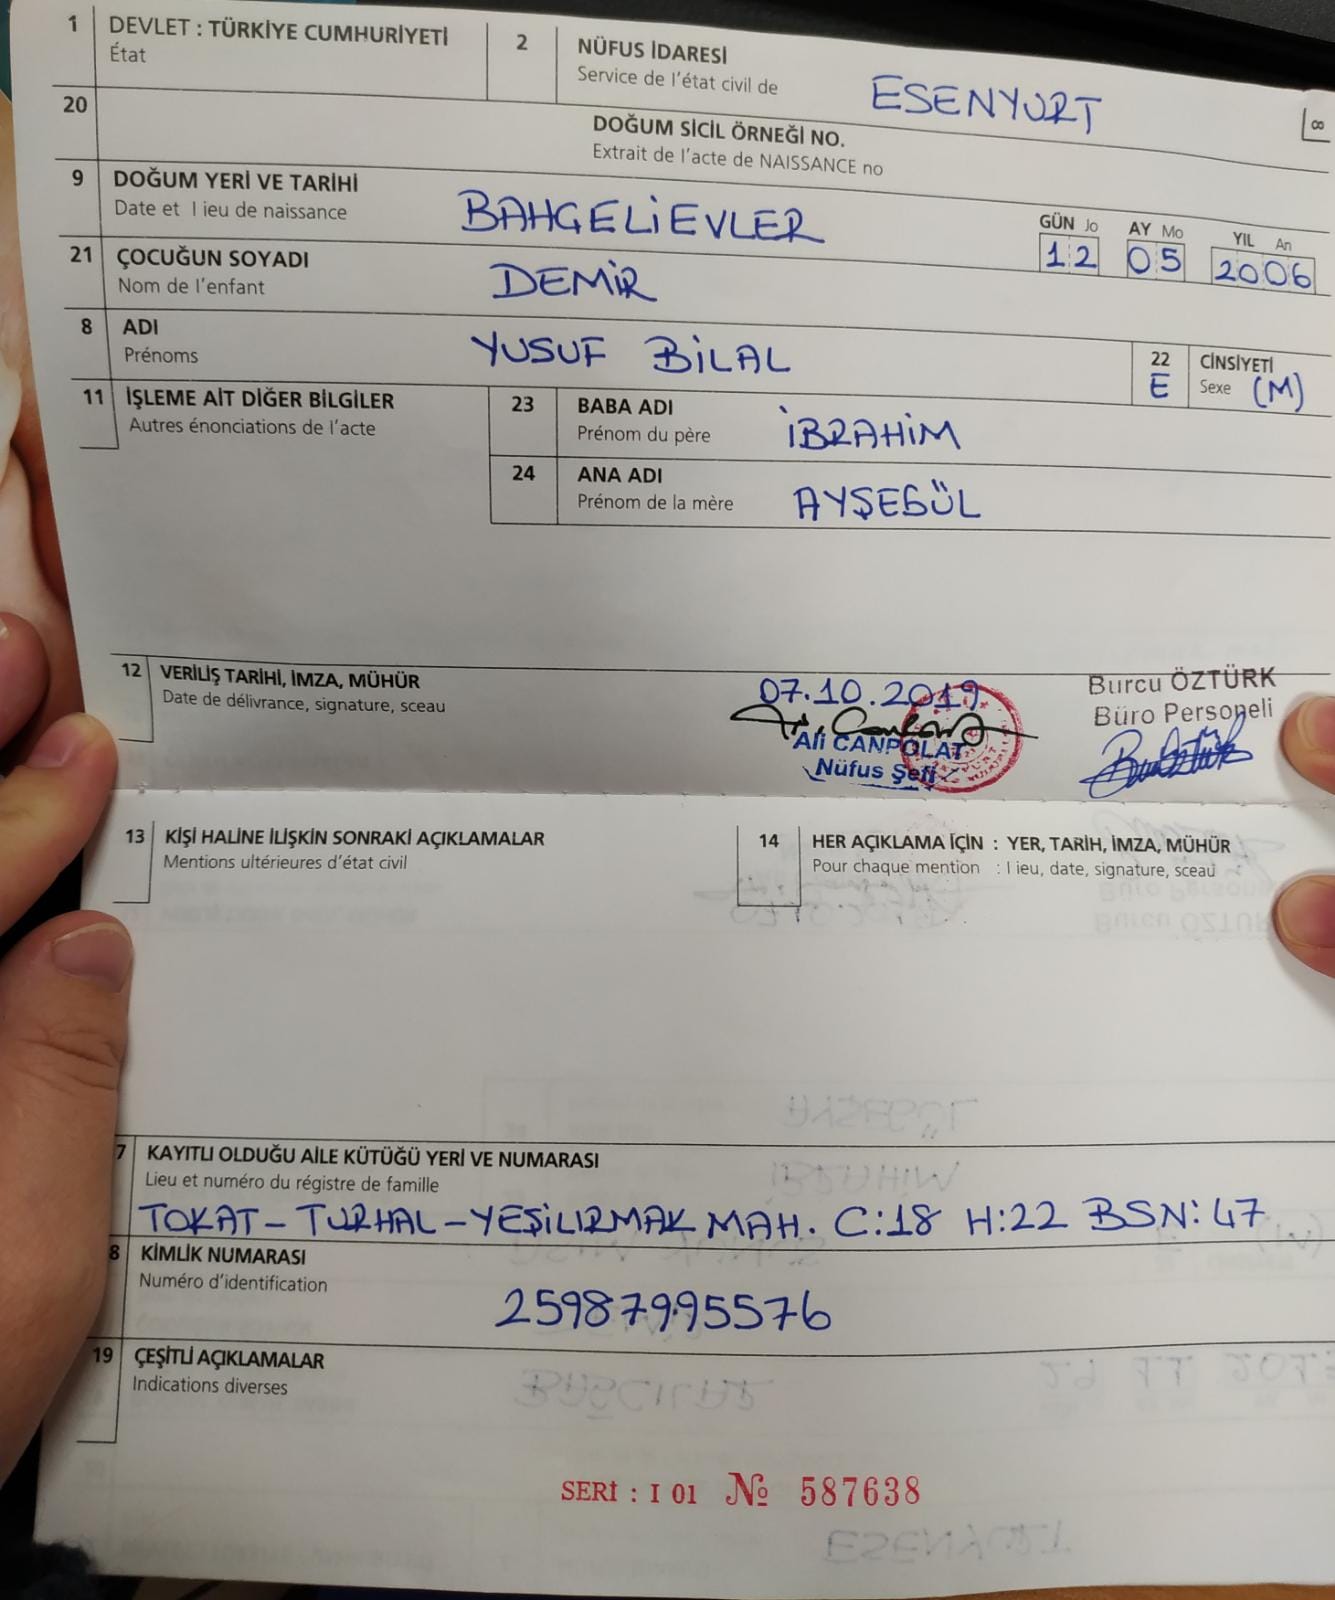 1 DEVLET : TÜRKİYE CUMHURİYETİ
État
2 NÜFUS İDARESİ
Service de l'état civil de
ESENYURT
8
20 DOĞUM SİCİL ÖRNEĞİ NO.
Extrait de l'acte de NAISSANCE no
9 DOĞUM YERİ VE TARİHİ
Date et l ieu de naissance
BAHGELİEVLER
GÜN Jo AY Mo YIL An
12 05 2006
21 ÇOCUĞUN SOYADI
Nom de l'enfant
DEMİR
8 ADI
Prénoms
YUSUF BİLAL
22 CİNSİYETİ
E Sexe (M)
11 İŞLEME AİT DİĞER BİLGİLER
Autres énonciations de l'acte
23 BABA ADI
Prénom du père
İBRAHİM
24 ANA ADI
Prénom de la mère
AYŞEGÜL
12 VERİLİŞ TARİHİ, İMZA, MÜHÜR
Date de délivrance, signature, sceau
07.10.2019
Ali CANPOLAT
Nüfus Şefi
Burcu ÖZTÜRK
Büro Personeli
13 KİŞİ HALİNE İLİŞKİN SONRAKİ AÇIKLAMALAR
Mentions ultérieures d'état civil
14 HER AÇIKLAMA İÇİN : YER, TARİH, İMZA, MÜHÜR
Pour chaque mention : l ieu, date, signature, sceau
7 KAYITLI OLDUĞU AİLE KÜTÜĞÜ YERİ VE NUMARASI
Lieu et numéro du régistre de famille
TOKAT - TURHAL - YEŞİLIRMAK MAH. C:18 H:22 BSN:47
8 KİMLİK NUMARASI
Numéro d'identification
25987995576
19 ÇEŞİTLİ AÇIKLAMALAR
Indications diverses
SERİ : I 01 № 587638